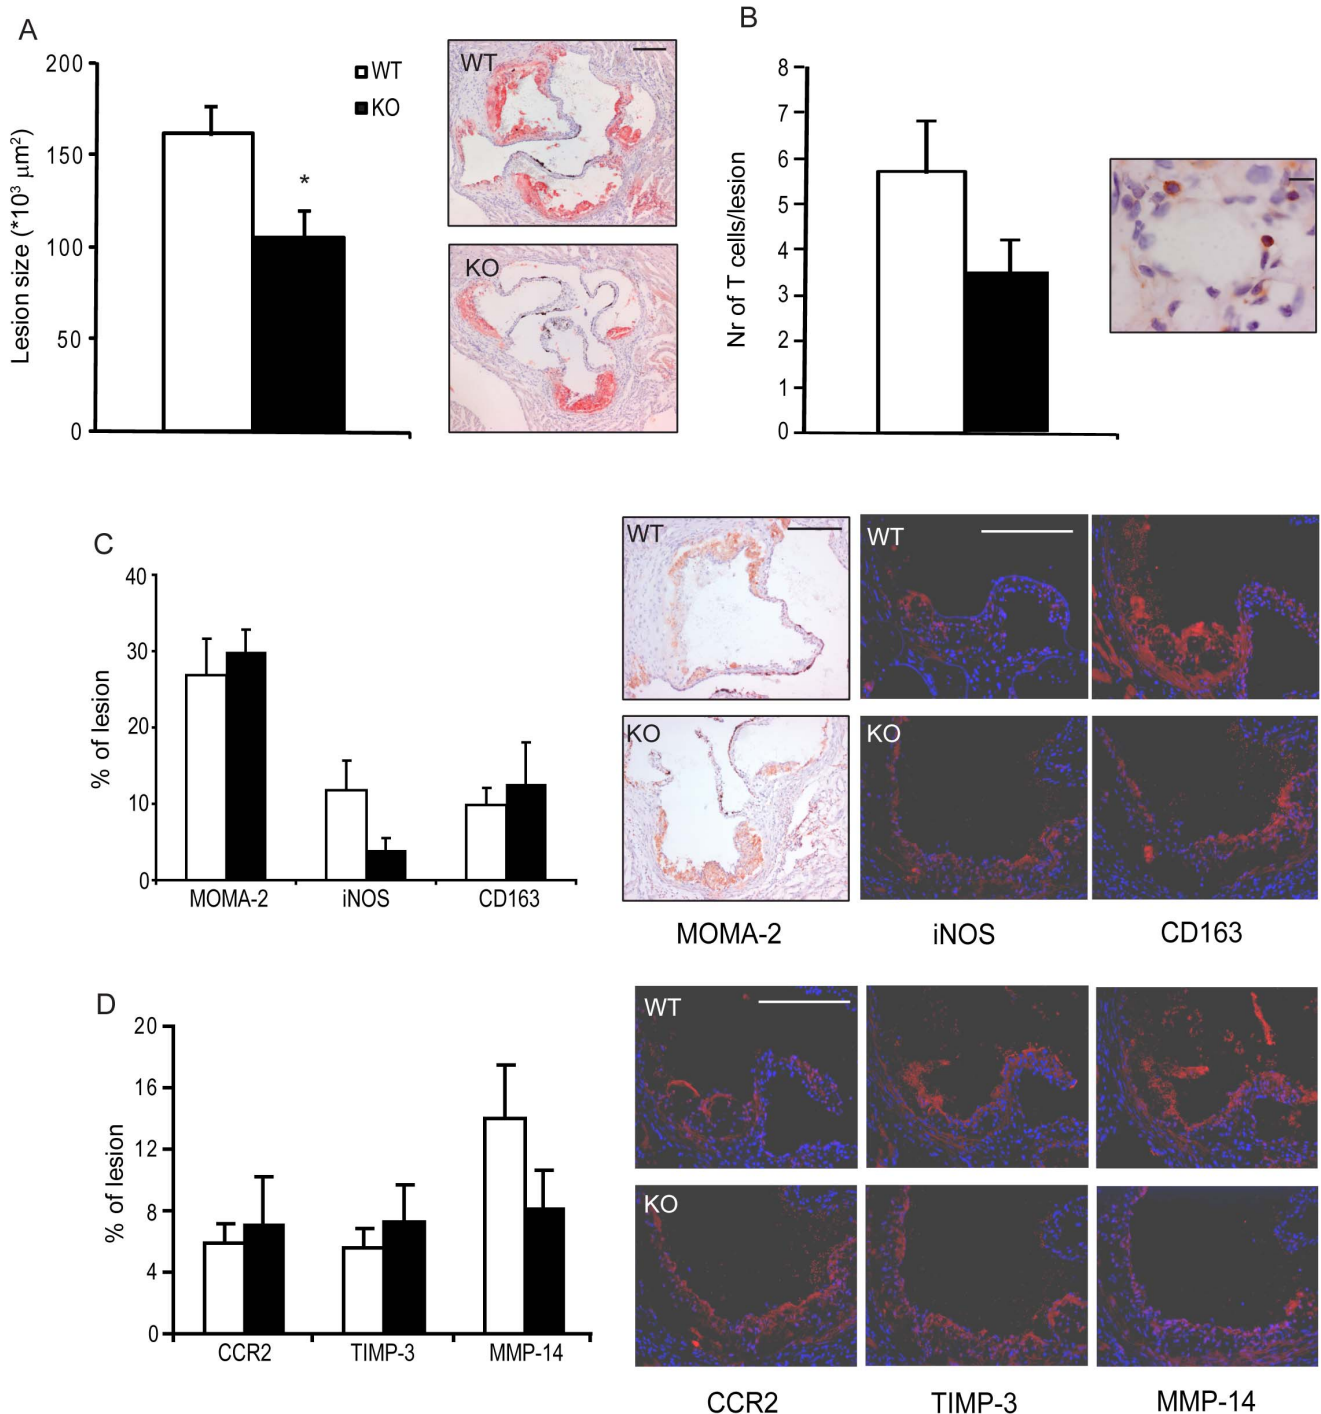 A
200
150
100
50
0
Lesion size (*10³ µm²)
WT
KO
*
WT
KO
B
8
7
6
5
4
3
2
1
0
Nr of T cells/lesion
C
40
30
20
10
0
% of lesion
MOMA-2 iNOS CD163
WT WT
KO KO
MOMA-2 iNOS CD163
D
20
16
12
8
4
0
% of lesion
CCR2 TIMP-3 MMP-14
WT
KO
CCR2 TIMP-3 MMP-14